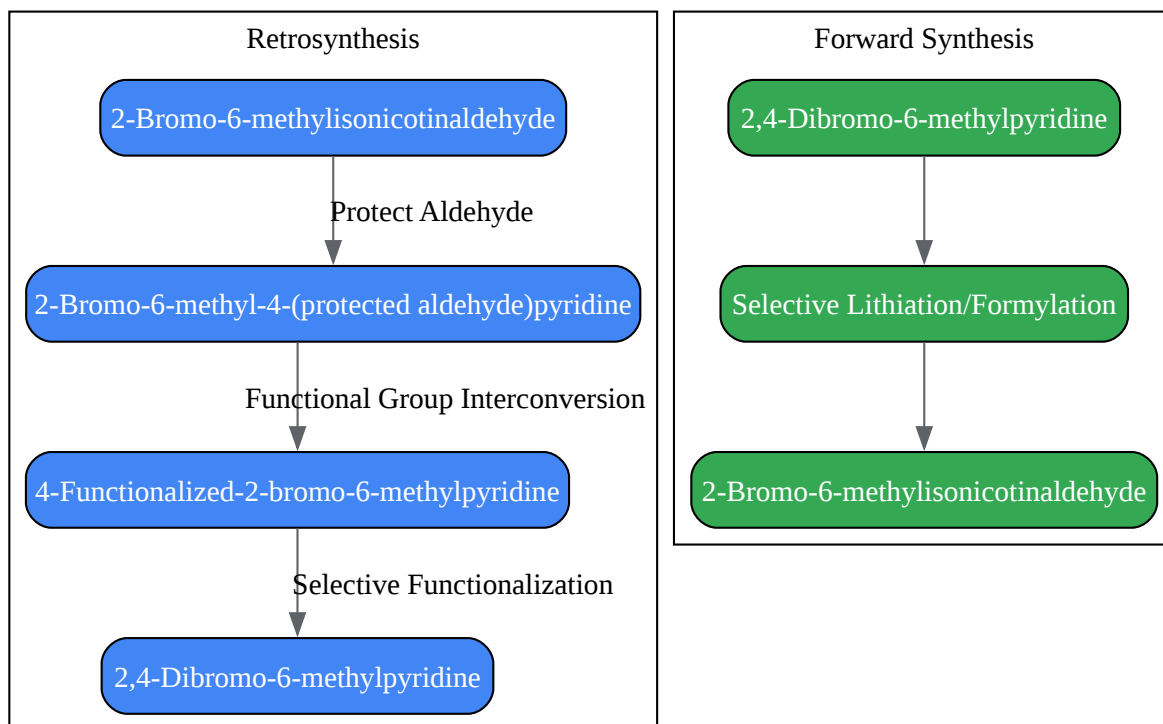 Retrosynthesis
2-Bromo-6-methylisonicotinaldehyde
Protect Aldehyde
2-Bromo-6-methyl-4-(protected aldehyde)pyridine
Functional Group Interconversion
4-Functionalized-2-bromo-6-methylpyridine
Selective Functionalization
2,4-Dibromo-6-methylpyridine
Forward Synthesis
2,4-Dibromo-6-methylpyridine
Selective Lithiation/Formylation
2-Bromo-6-methylisonicotinaldehyde